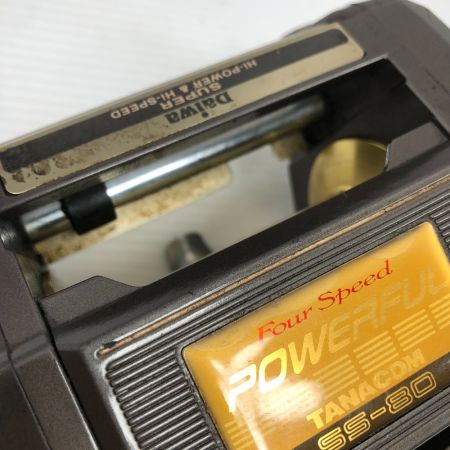 Daiwa
SUPER
HI-POWER & HI-SPEED
Four Speed
POWERFUL
TANACOM
SS-80